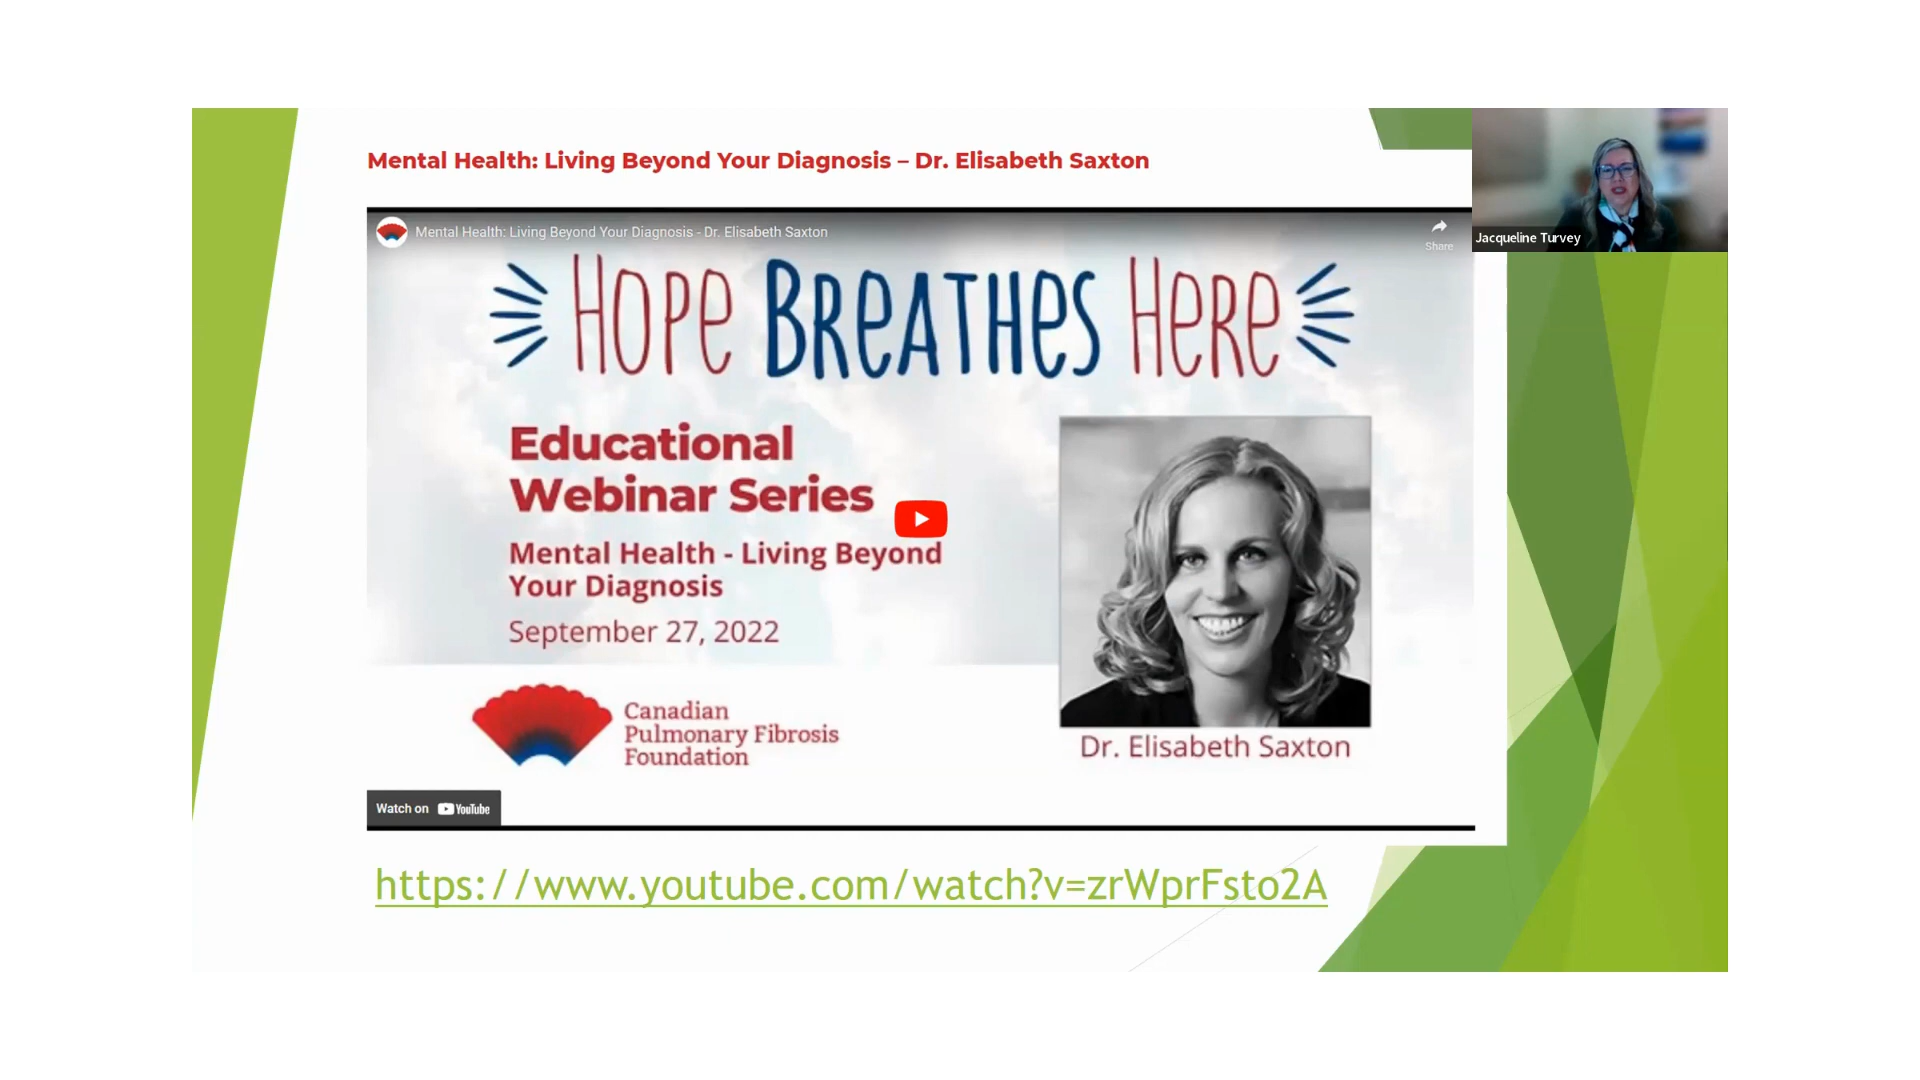 Mental Health: Living Beyond Your Diagnosis – Dr. Elisabeth Saxton
Mental Health: Living Beyond Your Diagnosis - Dr. Elisabeth Saxton
Share
Jacqueline Turvey
HOPE BREATHES HERE
Educational
Webinar Series
Mental Health - Living Beyond
Your Diagnosis
September 27, 2022
Canadian
Pulmonary Fibrosis
Foundation
Dr. Elisabeth Saxton
Watch on YouTube
https://www.youtube.com/watch?v=zrWprFsto2A